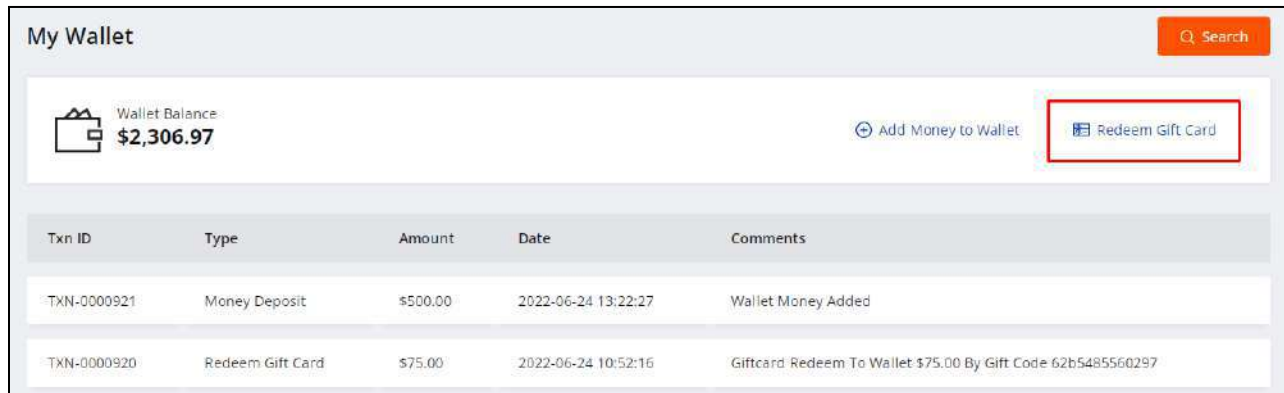 My Wallet
Search
Wallet Balance
$2,306.97
Add Money to Wallet
Redeem Gift Card
Txn ID Type Amount Date Comments
TXN-0000921 Money Deposit $500.00 2022-06-24 13:22:27 Wallet Money Added
TXN-0000920 Redeem Gift Card $75.00 2022-06-24 10:52:16 Giftcard Redeem To Wallet $75.00 By Gift Code 62b5485560297